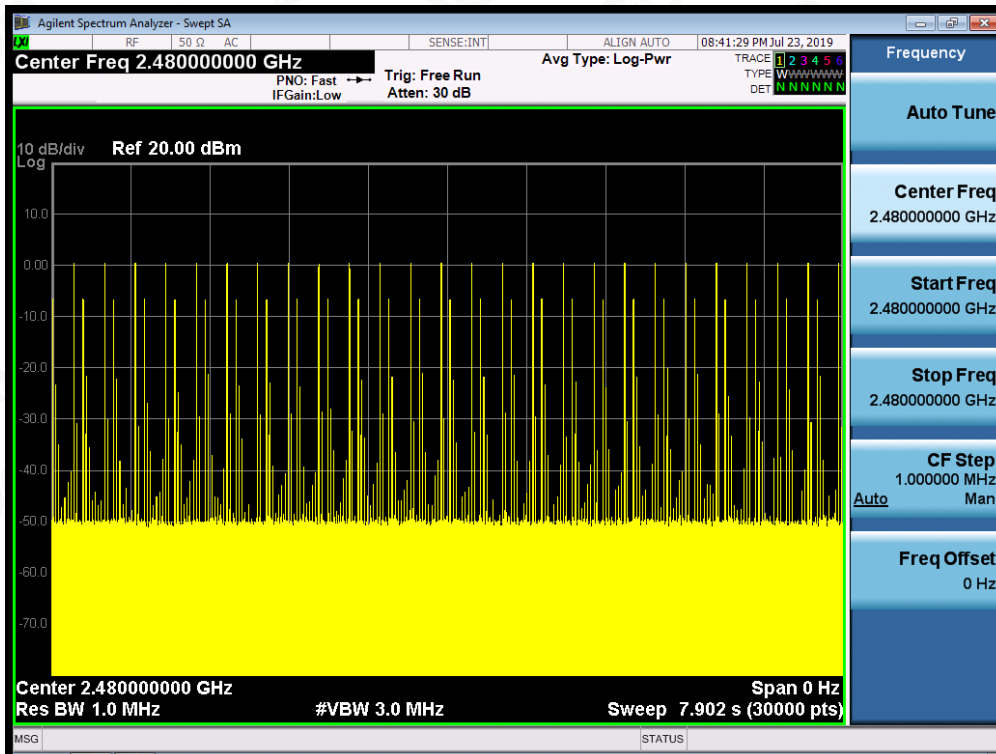 Agilent Spectrum Analyzer - Swept SA
LXI RF 50 Ω AC SENSE:INT ALIGN AUTO 08:41:29 PM Jul 23, 2019
Center Freq 2.480000000 GHz Avg Type: Log-Pwr TRACE 1 2 3 4 5 6
PNO: Fast Trig: Free Run TYPE WWWWWW
IFGain:Low Atten: 30 dB DET N N N N N N
10 dB/div Ref 20.00 dBm
Log
10.0
0.00
-10.0
-20.0
-30.0
-40.0
-50.0
-60.0
-70.0
Center 2.480000000 GHz Span 0 Hz
Res BW 1.0 MHz #VBW 3.0 MHz Sweep 7.902 s (30000 pts)
MSG STATUS
Frequency
Auto Tune
Center Freq
2.480000000 GHz
Start Freq
2.480000000 GHz
Stop Freq
2.480000000 GHz
CF Step
1.000000 MHz
Auto Man
Freq Offset
0 Hz